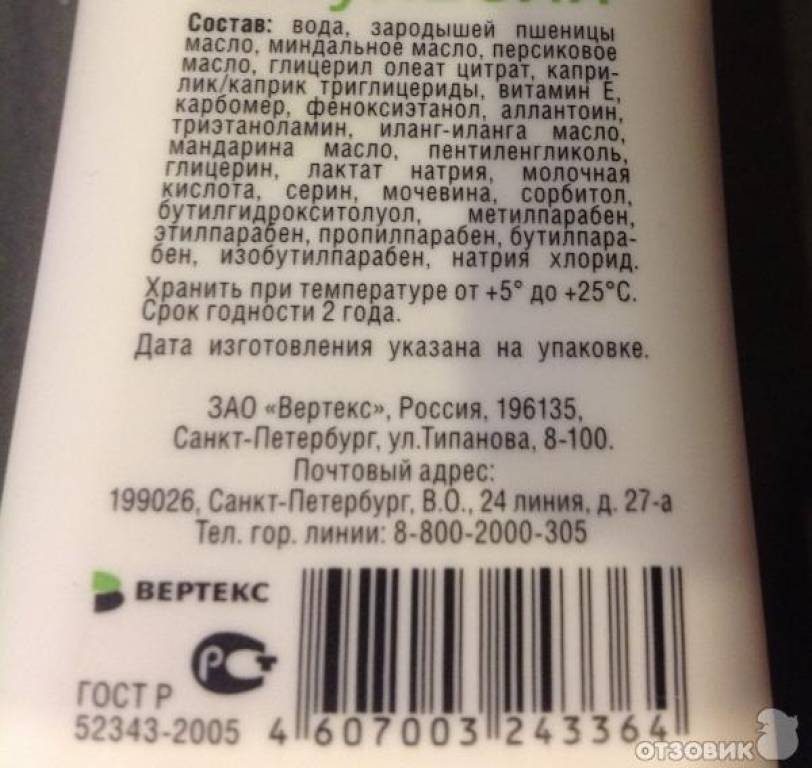 Состав: вода, зародышей пшеницы
масло, миндальное масло, персиковое
масло, глицерил олеат цитрат, капри-
лик/каприк триглицериды, витамин Е,
карбомер, феноксиэтанол, аллантоин,
триэтаноламин, иланг-иланга масло,
мандарина масло, пентиленгликоль,
глицерин, лактат натрия, молочная
кислота, серин, мочевина, сорбитол,
бутилгидрокситолуол, метилпарабен,
этилпарабен, пропилпарабен, бутилпара-
бен, изобутилпарабен, натрия хлорид.
Хранить при температуре от +5° до +25°С.
Срок годности 2 года.
Дата изготовления указана на упаковке.
ЗАО «Вертекс», Россия, 196135,
Санкт-Петербург, ул.Типанова, 8-100.
Почтовый адрес:
199026, Санкт-Петербург, В.О., 24 линия, д. 27-а
Тел. гор. линии: 8-800-2000-305
ВЕРТЕКС
РСТ
ГОСТ Р
52343-2005
4 607003 243364
ОТЗОВИК